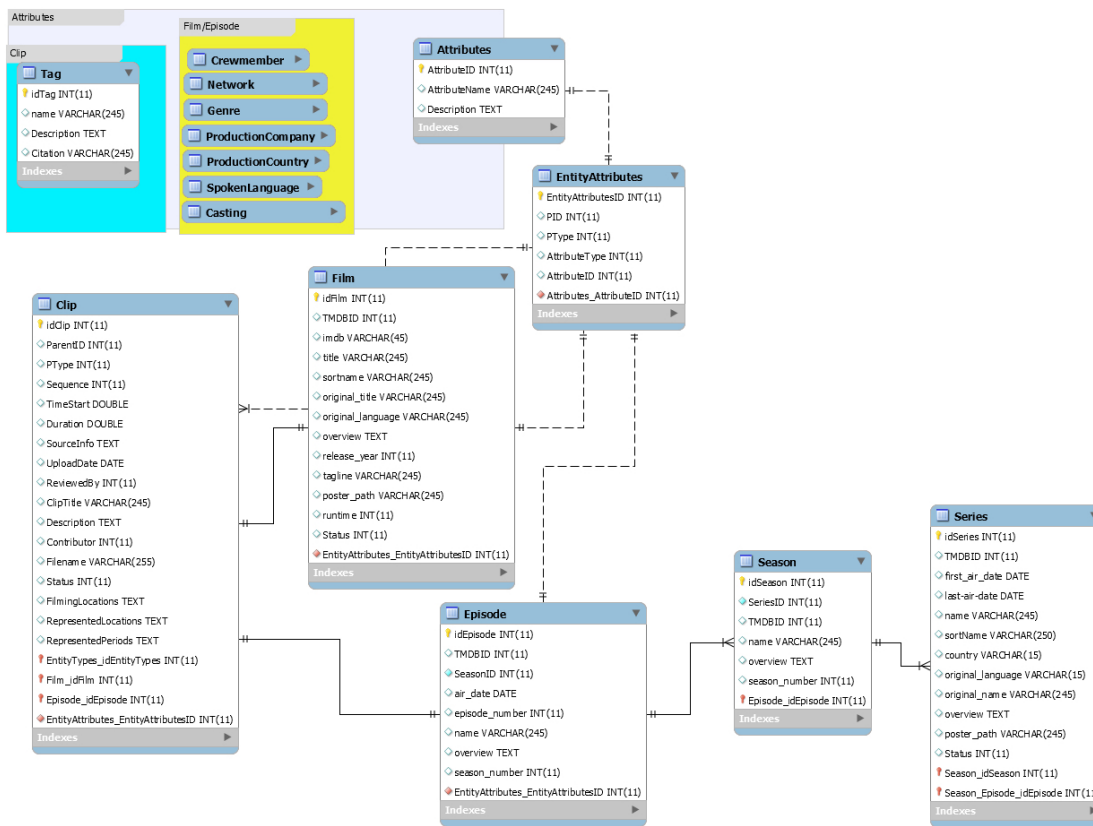 Attributes
Clip
Tag
idTag INT(11)
name VARCHAR(245)
Description TEXT
Citation VARCHAR(245)
Indexes
Film/Episode
Crewmember
Network
Genre
ProductionCompany
ProductionCountry
SpokenLanguage
Casting
Attributes
AttributeID INT(11)
AttributeName VARCHAR(245)
Description TEXT
Indexes
EntityAttributes
EntityAttributesID INT(11)
PID INT(11)
PType INT(11)
AttributeType INT(11)
AttributeID INT(11)
Attributes_AttributeID INT(11)
Indexes
Clip
idClip INT(11)
ParentID INT(11)
PType INT(11)
Sequence INT(11)
TimeStart DOUBLE
Duration DOUBLE
SourceInfo TEXT
UploadDate DATE
ReviewedBy INT(11)
ClipTitle VARCHAR(245)
Description TEXT
Contributor INT(11)
Filename VARCHAR(255)
Status INT(11)
FilmingLocations TEXT
RepresentedLocations TEXT
RepresentedPeriods TEXT
EntityTypes_idEntityTypes INT(11)
Film_idFilm INT(11)
Episode_idEpisode INT(11)
EntityAttributes_EntityAttributesID INT(11)
Indexes
Film
idFilm INT(11)
TMDBID INT(11)
imdb VARCHAR(45)
title VARCHAR(245)
sortname VARCHAR(245)
original_title VARCHAR(245)
original_language VARCHAR(245)
overview TEXT
release_year INT(11)
tagline VARCHAR(245)
poster_path VARCHAR(245)
runtime INT(11)
Status INT(11)
EntityAttributes_EntityAttributesID INT(11)
Indexes
Episode
idEpisode INT(11)
TMDBID INT(11)
SeasonID INT(11)
air_date DATE
episode_number INT(11)
name VARCHAR(245)
overview TEXT
season_number INT(11)
EntityAttributes_EntityAttributesID INT(11)
Indexes
Season
idSeason INT(11)
SeriesID INT(11)
TMDBID INT(11)
name VARCHAR(245)
overview TEXT
season_number INT(11)
Episode_idEpisode INT(11)
Indexes
Series
idSeries INT(11)
TMDBID INT(11)
first_air_date DATE
last-air-date DATE
name VARCHAR(245)
sortName VARCHAR(250)
country VARCHAR(15)
original_language VARCHAR(15)
original_name VARCHAR(245)
overview TEXT
poster_path VARCHAR(245)
Status INT(11)
Season_idSeason INT(11)
Season_Episode_idEpisode INT(11
Indexes